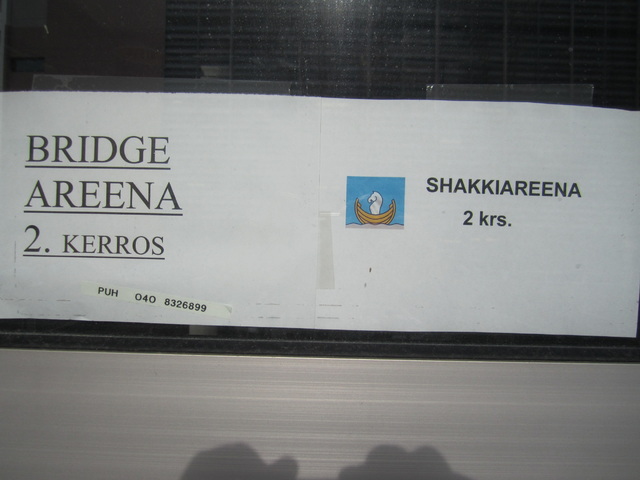 BRIDGE
AREENA
2. KERROS
PUH 040 8326899
SHAKKIAREENA
2 krs.